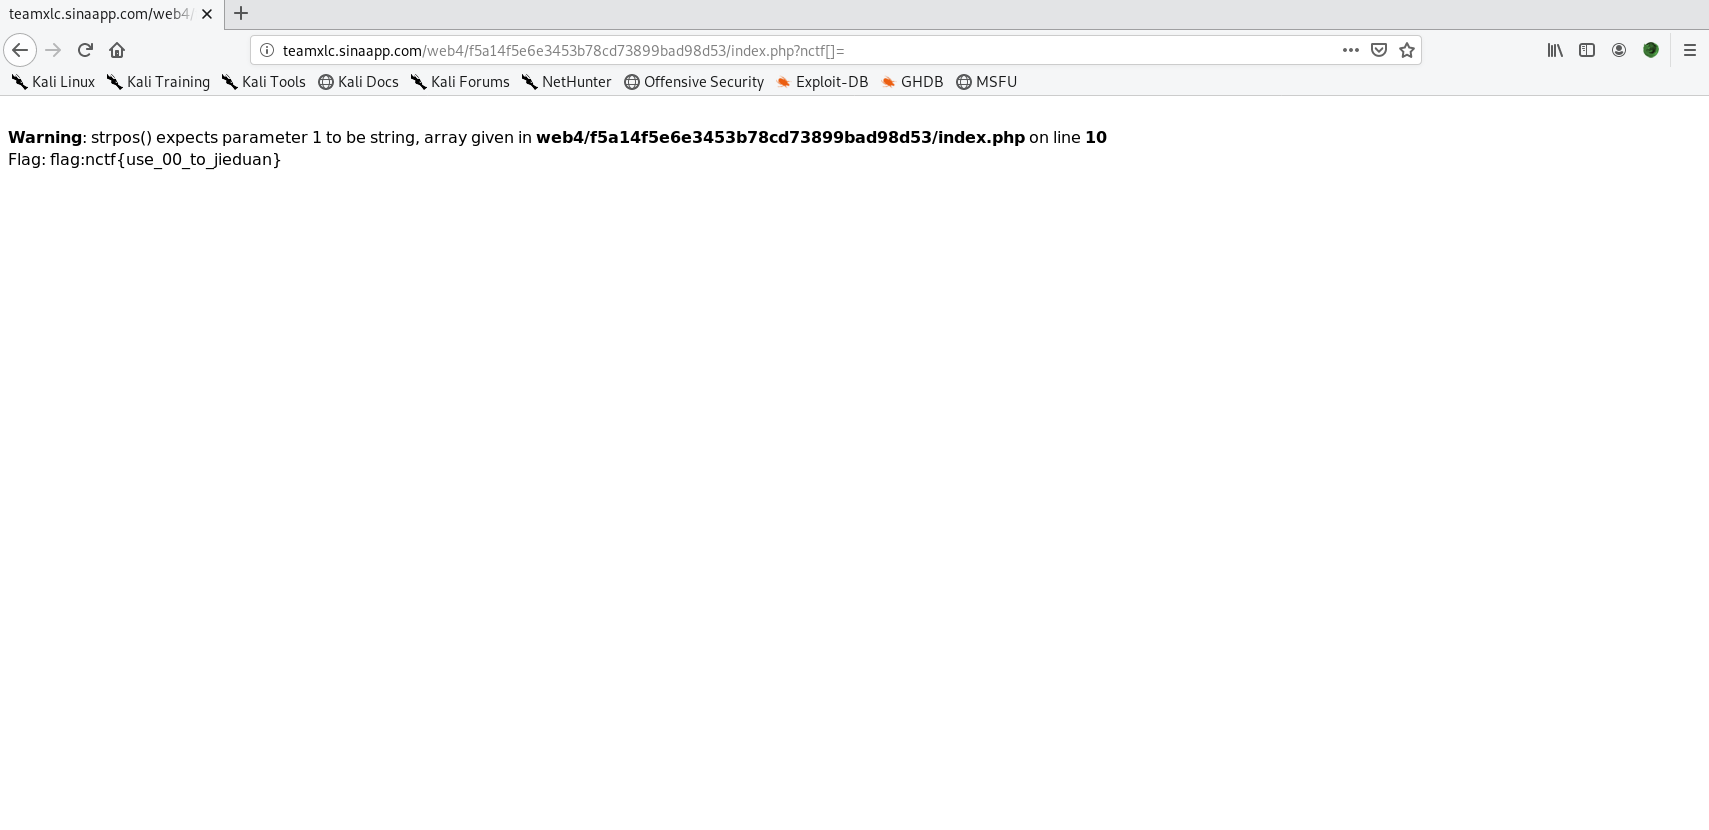 teamxlc.sinaapp.com/web4/
teamxlc.sinaapp.com/web4/f5a14f5e6e3453b78cd73899bad98d53/index.php?nctf[]=
Kali Linux Kali Training Kali Tools Kali Docs Kali Forums NetHunter Offensive Security Exploit-DB GHDB MSFU
Warning: strpos() expects parameter 1 to be string, array given in web4/f5a14f5e6e3453b78cd73899bad98d53/index.php on line 10
Flag: flag:nctf{use_00_to_jieduan}